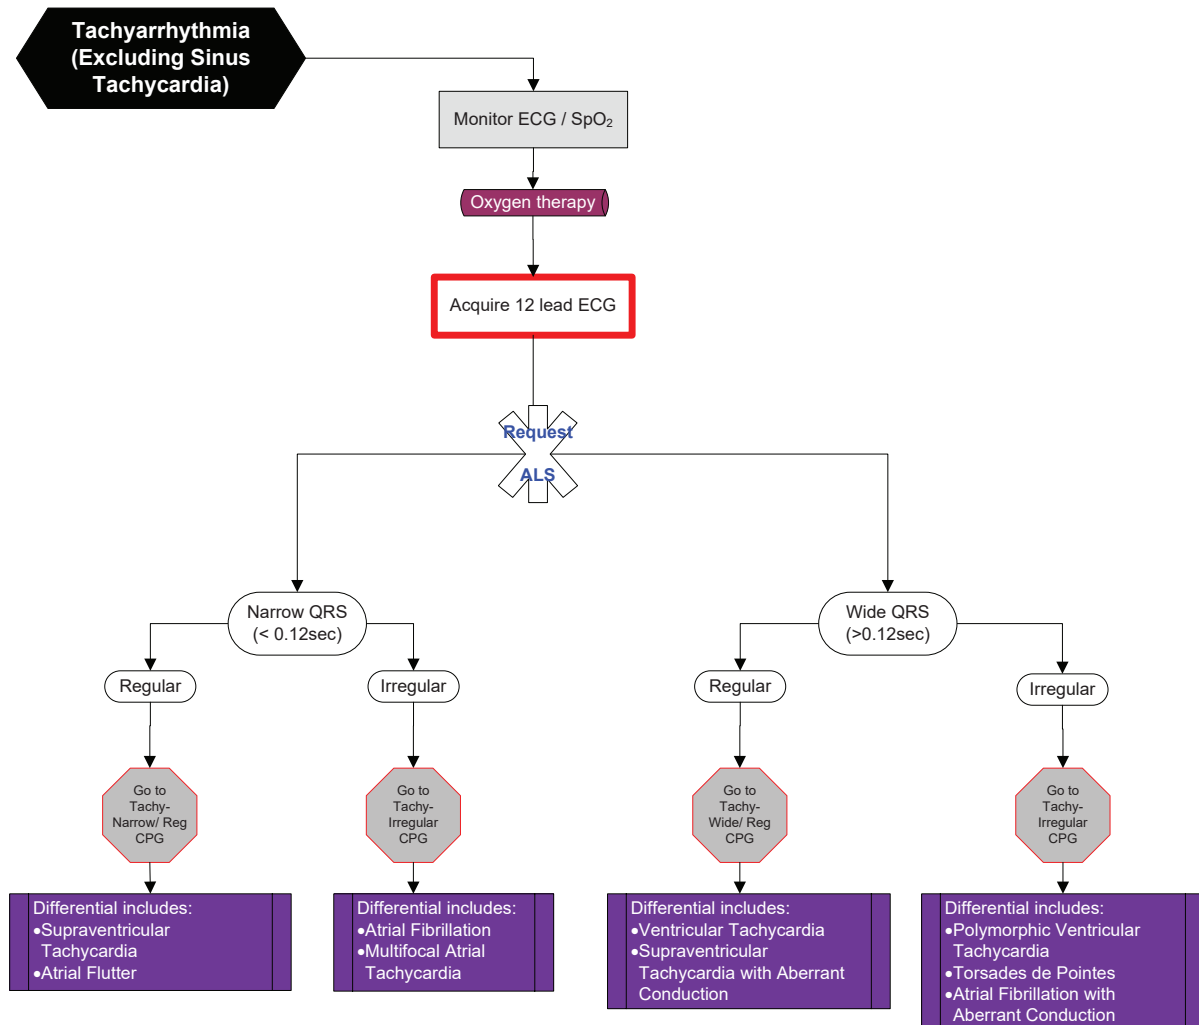 Tachyarrhythmia
(Excluding Sinus
Tachycardia)
Monitor ECG / SpO₂
Oxygen therapy
Acquire 12 lead ECG
Request
ALS
Narrow QRS
(< 0.12sec)
Wide QRS
(>0.12sec)
Regular
Irregular
Regular
Irregular
Go to
Tachy-
Narrow/ Reg
CPG
Go to
Tachy-
Irregular
CPG
Go to
Tachy-
Wide/ Reg
CPG
Go to
Tachy-
Irregular
CPG
Differential includes:
•Supraventricular
Tachycardia
•Atrial Flutter
Differential includes:
•Atrial Fibrillation
•Multifocal Atrial
Tachycardia
Differential includes:
•Ventricular Tachycardia
•Supraventricular
Tachycardia with Aberrant
Conduction
Differential includes:
•Polymorphic Ventricular
Tachycardia
•Torsades de Pointes
•Atrial Fibrillation with
Aberrant Conduction